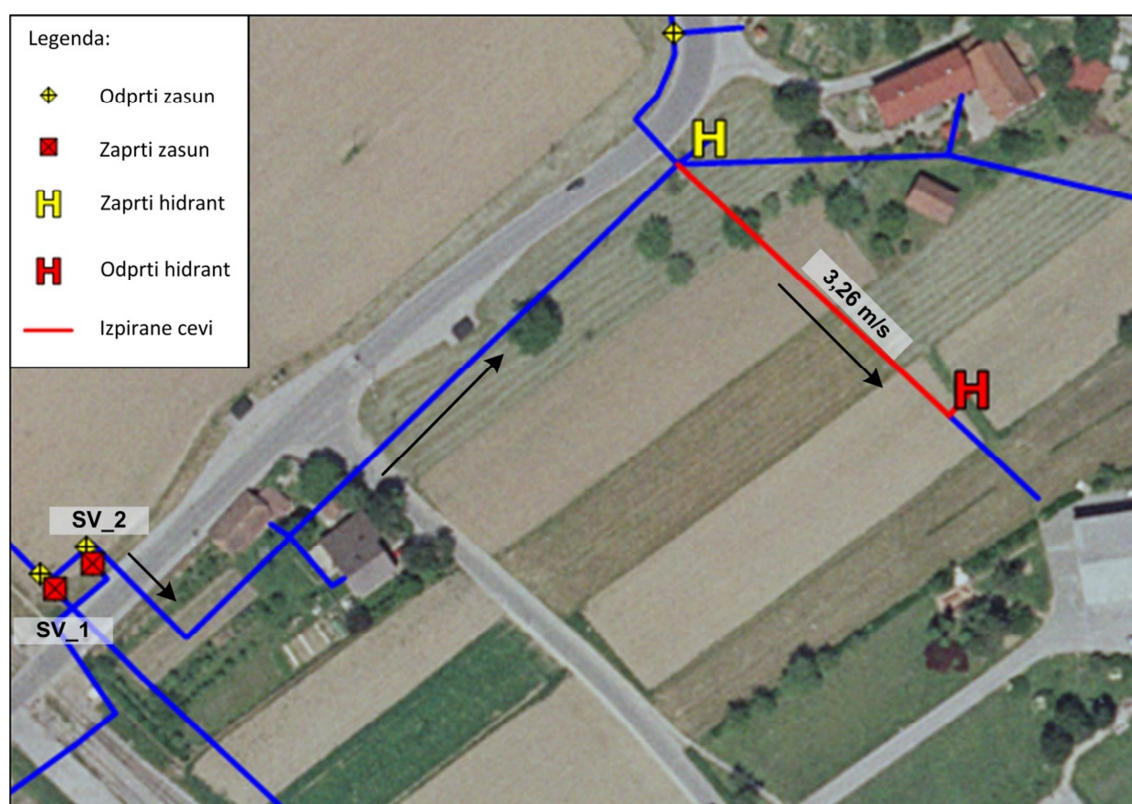 Legenda:
Odprti zasun
Zaprti zasun
H Zaprti hidrant
H Odprti hidrant
Izpirane cevi
H
3,26 m/s
H
SV_2
SV_1